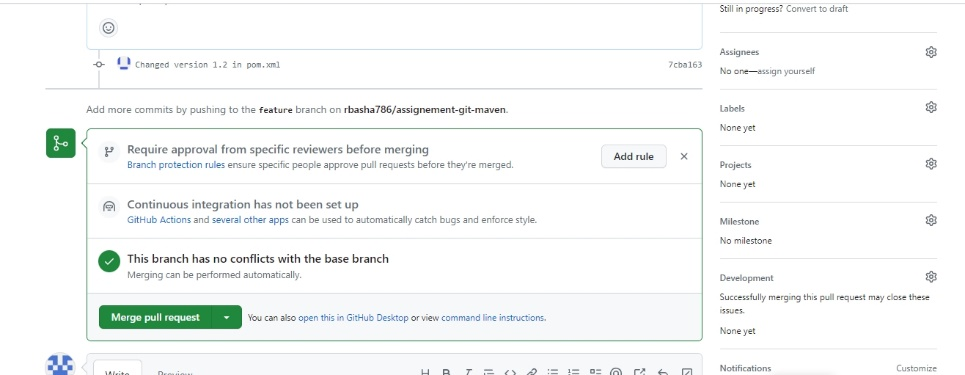 Still in progress? Convert to draft
Changed version 1.2 in pom.xml
7cba163
Assignees
No one—assign yourself
Add more commits by pushing to the feature branch on rbasha786/assignement-git-maven.
Labels
None yet
Require approval from specific reviewers before merging
Branch protection rules ensure specific people approve pull requests before they're merged.
Add rule
Projects
None yet
Continuous integration has not been set up
GitHub Actions and several other apps can be used to automatically catch bugs and enforce style.
Milestone
No milestone
This branch has no conflicts with the base branch
Merging can be performed automatically.
Development
Successfully merging this pull request may close these
issues.
None yet
Merge pull request
You can also open this in GitHub Desktop or view command line instructions.
Notifications
Customize
Write
Preview